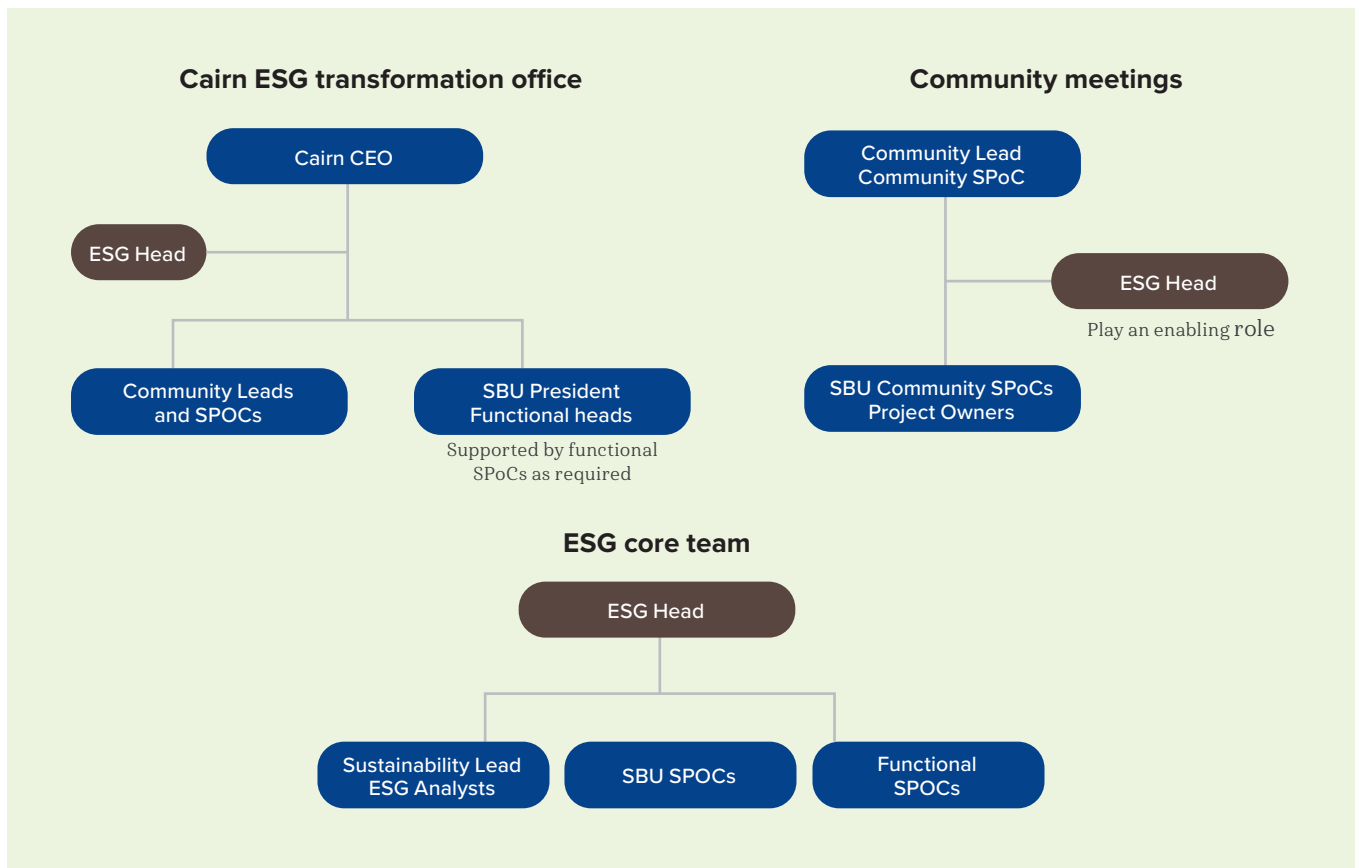 Cairn ESG transformation office
Cairn CEO
ESG Head
Community Leads
and SPOCs
SBU President
Functional heads
Supported by functional
SPoCs as required
Community meetings
Community Lead
Community SPoC
ESG Head
Play an enabling role
SBU Community SPoCs
Project Owners
ESG core team
ESG Head
Sustainability Lead
ESG Analysts
SBU SPOCs
Functional
SPOCs